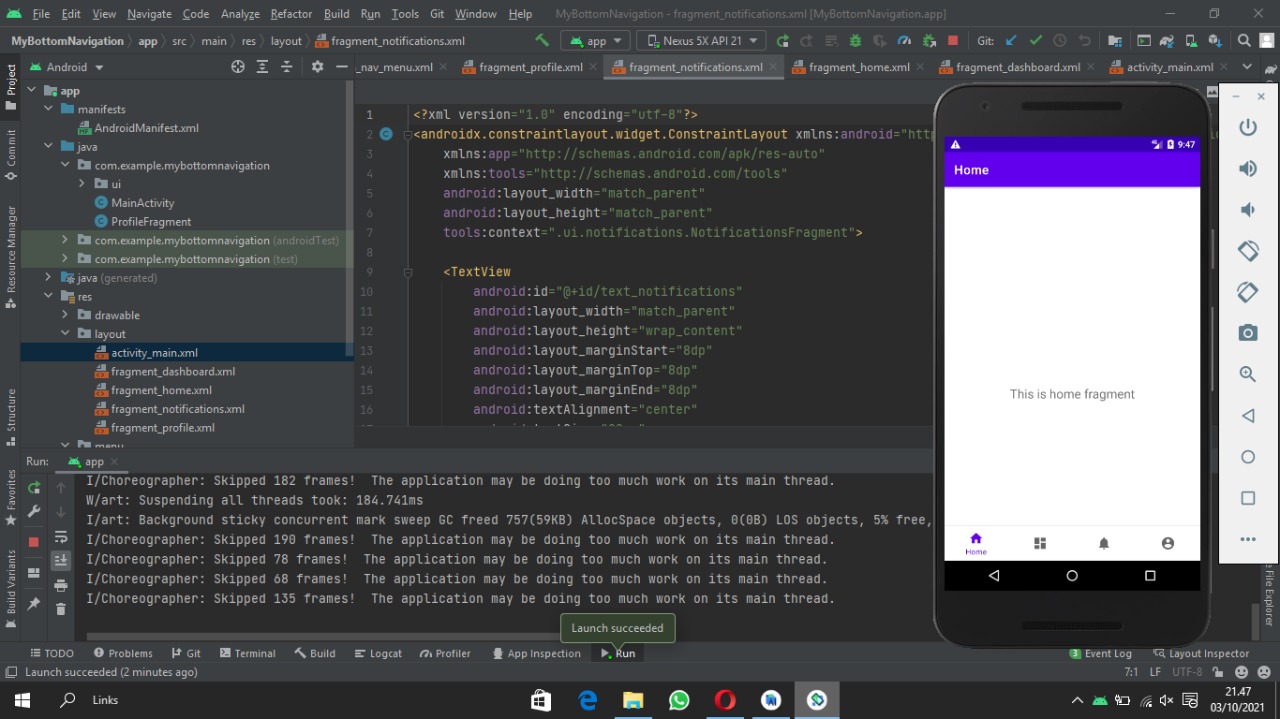 File Edit View Navigate Code Analyze Refactor Build Run Tools Git Window Help MyBottomNavigation - fragment_notifications.xml [MyBottomNavigation.app]
MyBottomNavigation app src main res layout fragment_notifications.xml app Nexus 5X API 21 Git:
Project
Commit
Resource Manager
Structure
Favorites
Build Variants
Android
_nav_menu.xml fragment_profile.xml fragment_notifications.xml fragment_home.xml fragment_dashboard.xml activity_main.xml
app
manifests
AndroidManifest.xml
java
com.example.mybottomnavigation
ui
MainActivity
ProfileFragment
com.example.mybottomnavigation (androidTest)
com.example.mybottomnavigation (test)
java (generated)
res
drawable
layout
activity_main.xml
fragment_dashboard.xml
fragment_home.xml
fragment_notifications.xml
fragment_profile.xml
menu
1 <?xml version="1.0" encoding="utf-8"?>
2 <androidx.constraintlayout.widget.ConstraintLayout xmlns:android="http
3 xmlns:app="http://schemas.android.com/apk/res-auto"
4 xmlns:tools="http://schemas.android.com/tools"
5 android:layout_width="match_parent"
6 android:layout_height="match_parent"
7 tools:context=".ui.notifications.NotificationsFragment">
8
9 <TextView
10 android:id="@+id/text_notifications"
11 android:layout_width="match_parent"
12 android:layout_height="wrap_content"
13 android:layout_marginStart="8dp"
14 android:layout_marginTop="8dp"
15 android:layout_marginEnd="8dp"
16 android:textAlignment="center"
9:47
Home
This is home fragment
Home
Run: app
I/Choreographer: Skipped 182 frames! The application may be doing too much work on its main thread.
W/art: Suspending all threads took: 184.741ms
I/art: Background sticky concurrent mark sweep GC freed 757(59KB) AllocSpace objects, 0(0B) LOS objects, 5% free,
I/Choreographer: Skipped 190 frames! The application may be doing too much work on its main thread.
I/Choreographer: Skipped 78 frames! The application may be doing too much work on its main thread.
I/Choreographer: Skipped 68 frames! The application may be doing too much work on its main thread.
I/Choreographer: Skipped 135 frames! The application may be doing too much work on its main thread.
Launch succeeded
File Explorer
TODO Problems Git Terminal Build Logcat Profiler App Inspection Run 3 Event Log Layout Inspector
Launch succeeded (2 minutes ago) 7:1 LF UTF-8
Links
21.47
03/10/2021